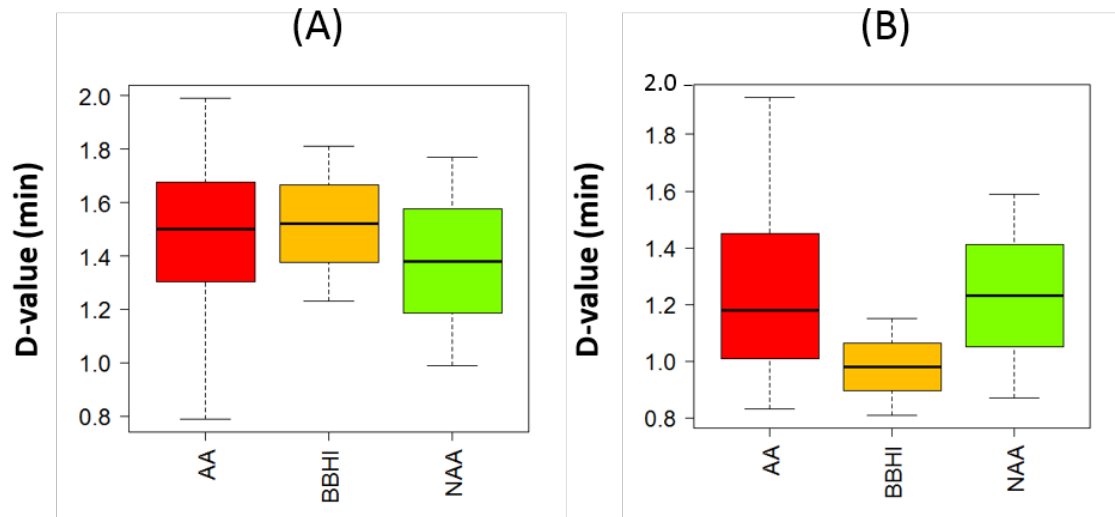 (A)
D-value (min)
2.0
1.8
1.6
1.4
1.2
1.0
0.8
AA
BBHI
NAA
(B)
D-value (min)
2.0
1.8
1.6
1.4
1.2
1.0
0.8
AA
BBHI
NAA